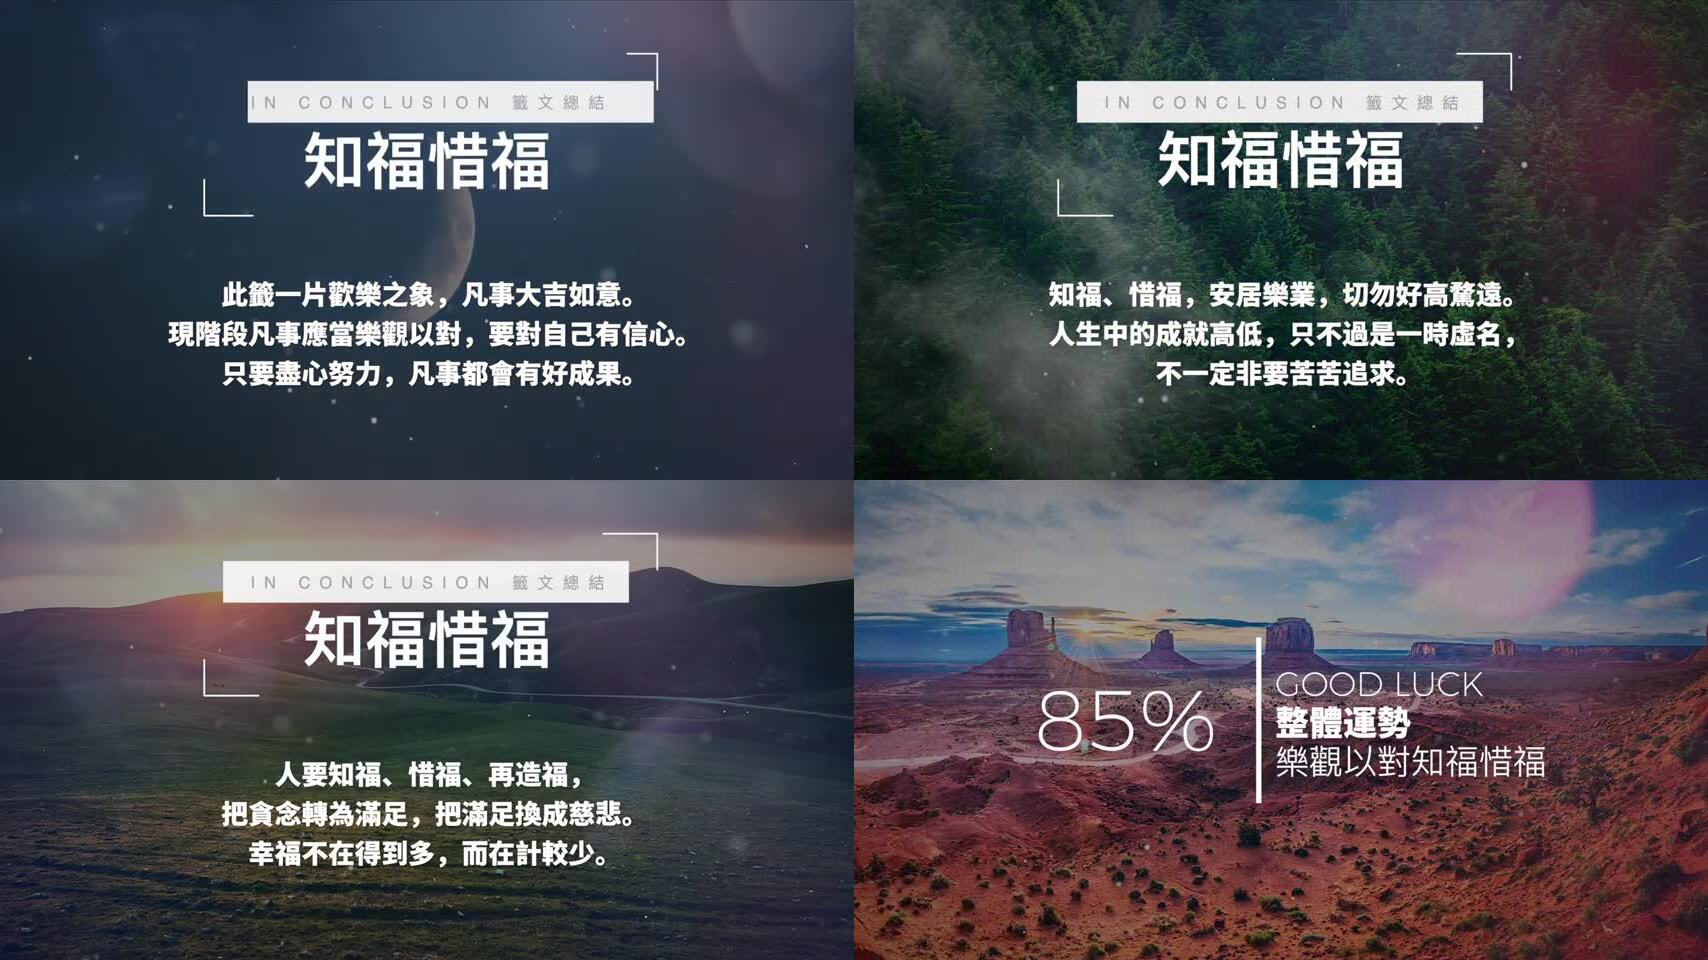 IN CONCLUSION 籤文總結
知福惜福
此籤一片歡樂之象，凡事大吉如意。
現階段凡事應當樂觀以對，要對自己有信心。
只要盡心努力，凡事都會有好成果。
IN CONCLUSION 籤文總結
知福惜福
知福、惜福，安居樂業，切勿好高騖遠。
人生中的成就高低，只不過是一時虛名，
不一定非要苦苦追求。
IN CONCLUSION 籤文總結
知福惜福
人要知福、惜福、再造福，
把貪念轉為滿足，把滿足換成慈悲。
幸福不在得到多，而在計較少。
85%
GOOD LUCK
整體運勢
樂觀以對知福惜福